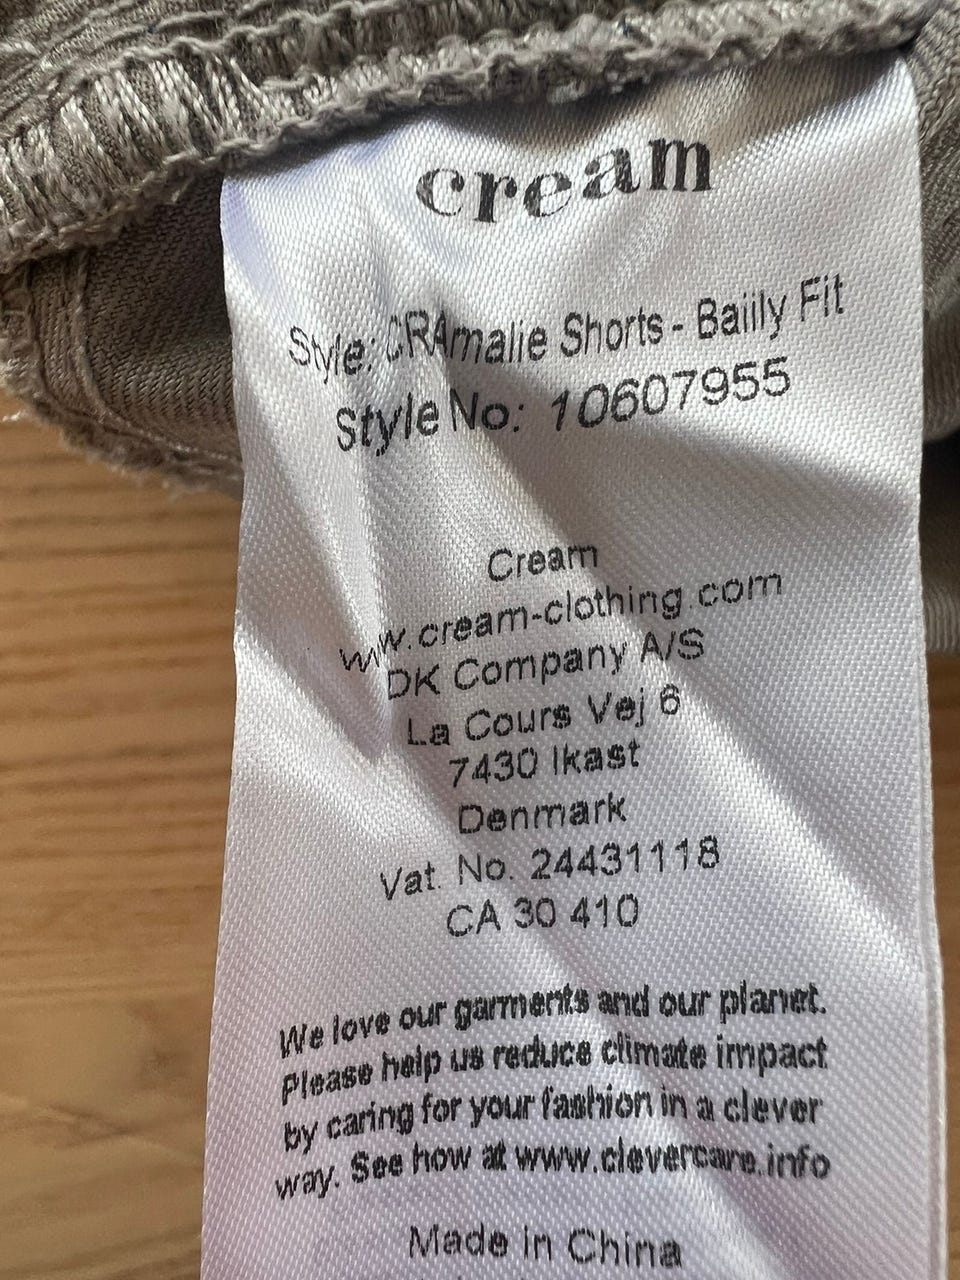 cream
Style: CRAmalie Shorts - Baiily Fit
Style No: 10607955
Cream
www.cream-clothing.com
DK Company A/S
La Cours Vej 6
7430 Ikast
Denmark
Vat. No. 24431118
CA 30 410
We love our garments and our planet.
Please help us reduce climate impact
by caring for your fashion in a clever
way. See how at www.clevercare.info
Made in China